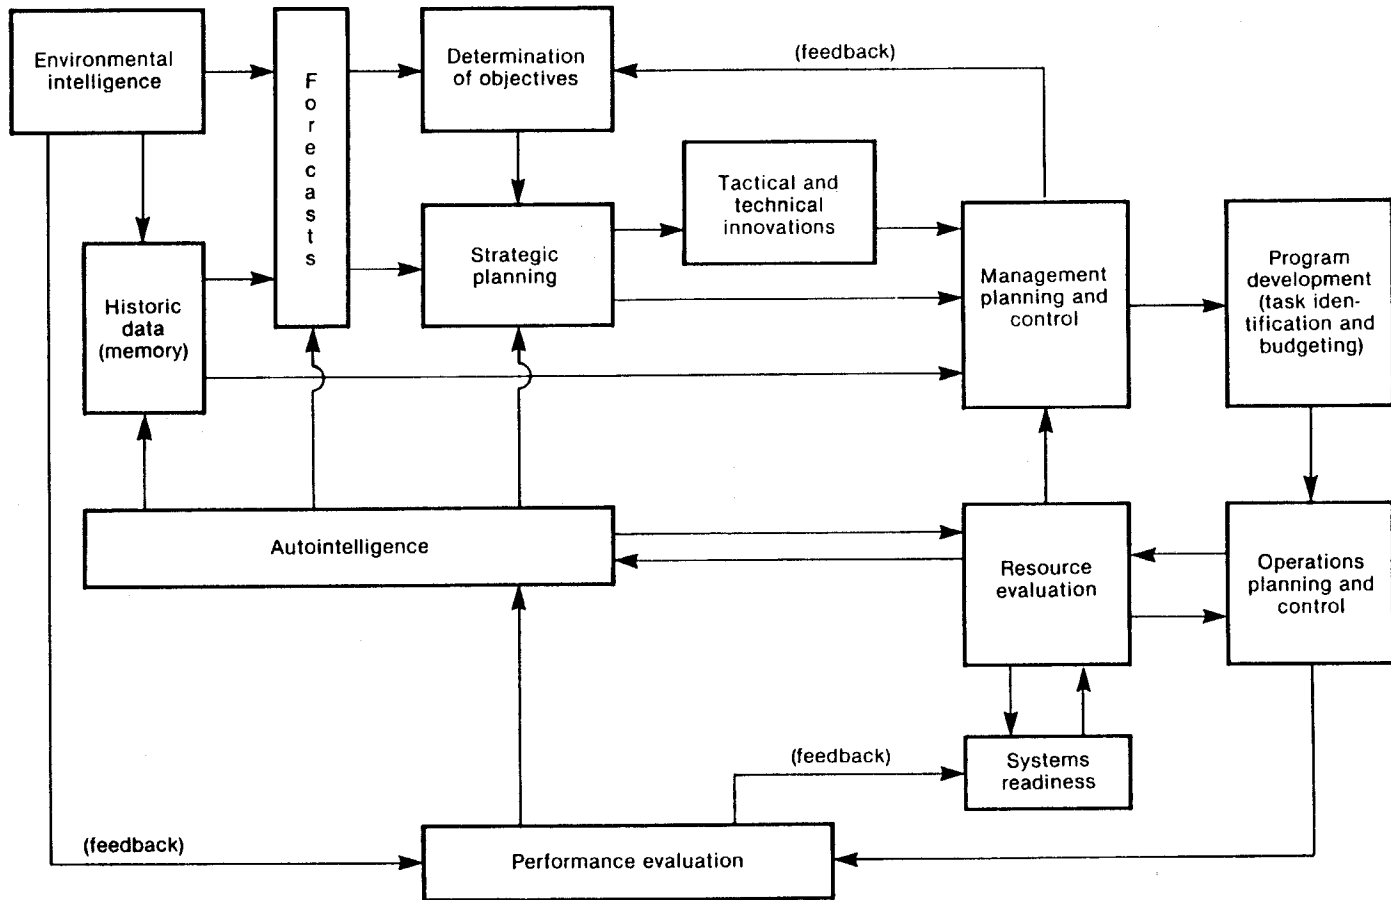 Environmental
intelligence
Forecasts
Determination
of objectives
(feedback)
Tactical and
technical
innovations
Historic
data
(memory)
Strategic
planning
Management
planning and
control
Program
development
(task iden-
tification and
budgeting)
Autointelligence
Resource
evaluation
Operations
planning and
control
(feedback)
Systems
readiness
(feedback)
Performance evaluation